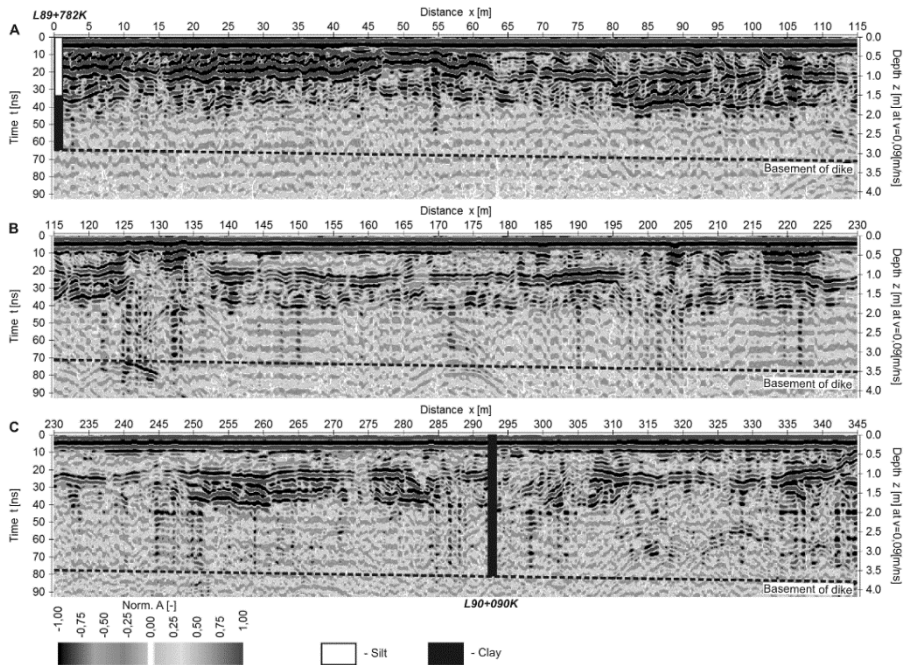 L89+782K
Distance x [m]
A
0 5 10 15 20 25 30 35 40 45 50 55 60 65 70 75 80 85 90 95 100 105 110 115
Time t [ns]
0 10 20 30 40 50 60 70 80 90
Depth z [m] at v=0,09[m/ns]
0.0 0.5 1.0 1.5 2.0 2.5 3.0 3.5 4.0
Basement of dike
Distance x [m]
B
115 120 125 130 135 140 145 150 155 160 165 170 175 180 185 190 195 200 205 210 215 220 225 230
Time t [ns]
0 10 20 30 40 50 60 70 80 90
Depth z [m] at v=0,09[m/ns]
0.0 0.5 1.0 1.5 2.0 2.5 3.0 3.5 4.0
Basement of dike
Distance x [m]
C
230 235 240 245 250 255 260 265 270 275 280 285 290 295 300 305 310 315 320 325 330 335 340 345
Time t [ns]
0 10 20 30 40 50 60 70 80 90
Depth z [m] at v=0,09[m/ns]
0.0 0.5 1.0 1.5 2.0 2.5 3.0 3.5 4.0
Basement of dike
L90+090K
Norm. A [-]
-1,00 -0,75 -0,50 -0,25 0,00 0,25 0,50 0,75 1,00
- Silt
- Clay